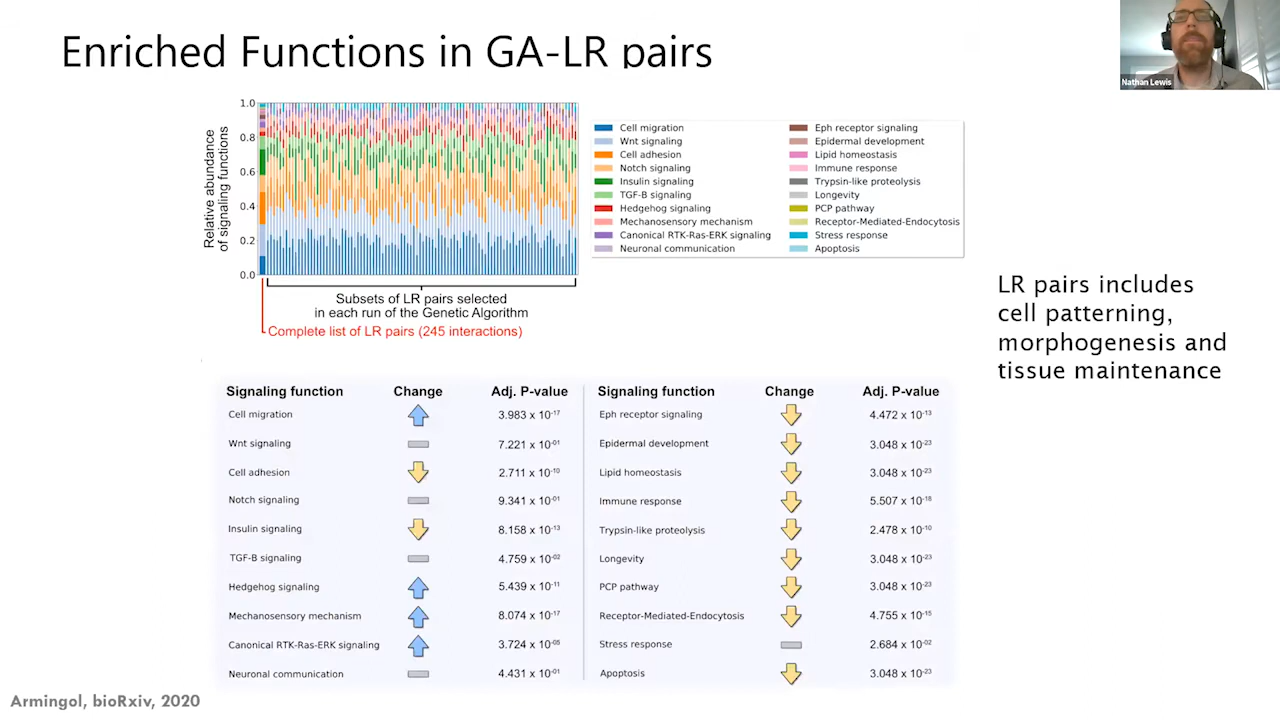 Enriched Functions in GA-LR pairs
Nathan Lewis
Relative abundance
of signaling functions
1.0
0.8
0.6
0.4
0.2
0.0
Subsets of LR pairs selected
in each run of the Genetic Algorithm
Complete list of LR pairs (245 interactions)
Cell migration
Wnt signaling
Cell adhesion
Notch signaling
Insulin signaling
TGF-B signaling
Hedgehog signaling
Mechanosensory mechanism
Canonical RTK-Ras-ERK signaling
Neuronal communication
Eph receptor signaling
Epidermal development
Lipid homeostasis
Immune response
Trypsin-like proteolysis
Longevity
PCP pathway
Receptor-Mediated-Endocytosis
Stress response
Apoptosis
LR pairs includes
cell patterning,
morphogenesis and
tissue maintenance
Signaling function Change Adj. P-value
Cell migration 3.983 x 10⁻¹⁷
Wnt signaling 7.221 x 10⁻⁰¹
Cell adhesion 2.711 x 10⁻¹⁰
Notch signaling 9.341 x 10⁻⁰¹
Insulin signaling 8.158 x 10⁻¹³
TGF-B signaling 4.759 x 10⁻⁰²
Hedgehog signaling 5.439 x 10⁻¹¹
Mechanosensory mechanism 8.074 x 10⁻¹⁷
Canonical RTK-Ras-ERK signaling 3.724 x 10⁻⁰⁵
Neuronal communication 4.431 x 10⁻⁰¹
Signaling function Change Adj. P-value
Eph receptor signaling 4.472 x 10⁻¹³
Epidermal development 3.048 x 10⁻²³
Lipid homeostasis 3.048 x 10⁻²³
Immune response 5.507 x 10⁻¹⁸
Trypsin-like proteolysis 2.478 x 10⁻¹⁰
Longevity 3.048 x 10⁻²³
PCP pathway 3.048 x 10⁻²³
Receptor-Mediated-Endocytosis 4.755 x 10⁻¹⁵
Stress response 2.684 x 10⁻⁰²
Apoptosis 3.048 x 10⁻²³
Armingol, bioRxiv, 2020